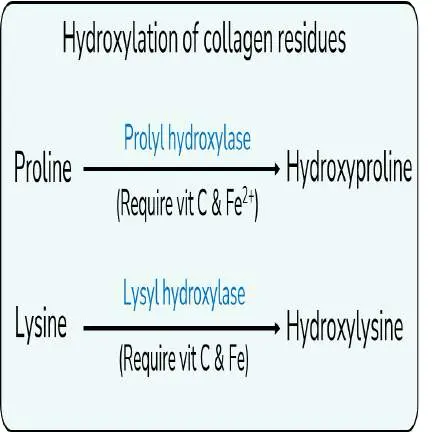 Hydroxylation of collagen residues
Prolyl hydroxylase
Proline
Hydroxyproline
(Require vit C & Fe²⁺)
Lysyl hydroxylase
Lysine
Hydroxylysine
(Require vit C & Fe)